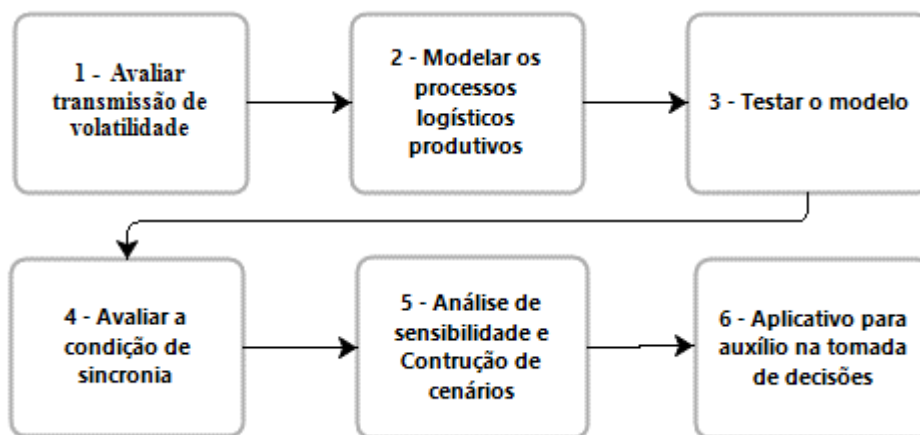 1 - Avaliar
transmissão de
volatilidade
2 - Modelar os
processos
logísticos
produtivos
3 - Testar o modelo
4 - Avaliar a
condição de
sincronia
5 - Análise de
sensibilidade e
Contrução de
cenários
6 - Aplicativo para
auxílio na tomada
de decisões